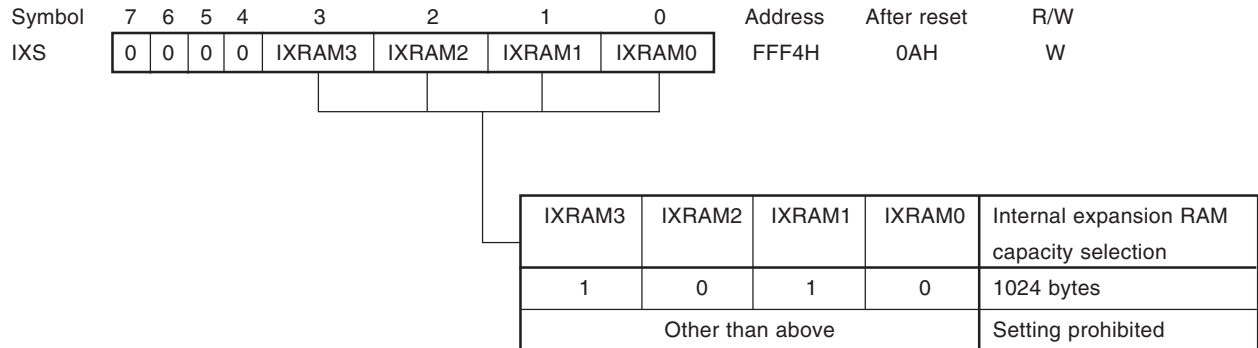 Symbol 7 6 5 4 3 2 1 0 Address After reset R/W
IXS 0 0 0 0 IXRAM3 IXRAM2 IXRAM1 IXRAM0 FFF4H 0AH W
IXRAM3 IXRAM2 IXRAM1 IXRAM0 Internal expansion RAM
capacity selection
1 0 1 0 1024 bytes
Other than above Setting prohibited